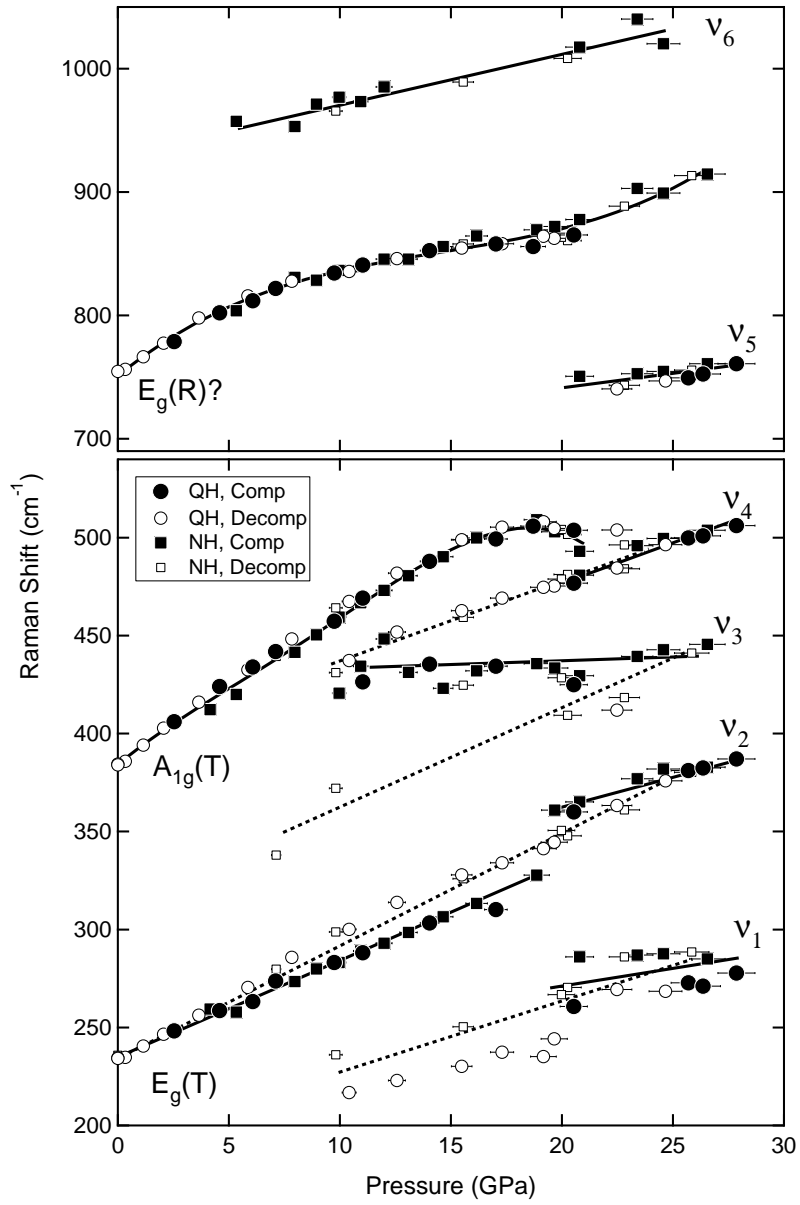 1000
900
800
700
ν6
ν5
Eg(R)?
Raman Shift (cm-1)
QH, Comp
QH, Decomp
NH, Comp
NH, Decomp
500
450
400
350
300
250
200
ν4
ν3
ν2
ν1
A1g(T)
Eg(T)
0
5
10
15
20
25
30
Pressure (GPa)